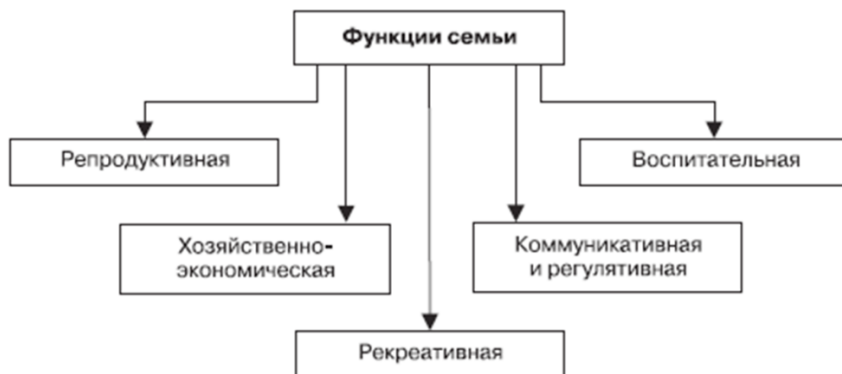 Функции семьи
Репродуктивная
Воспитательная
Хозяйственно-
экономическая
Коммуникативная
и регулятивная
Рекреативная